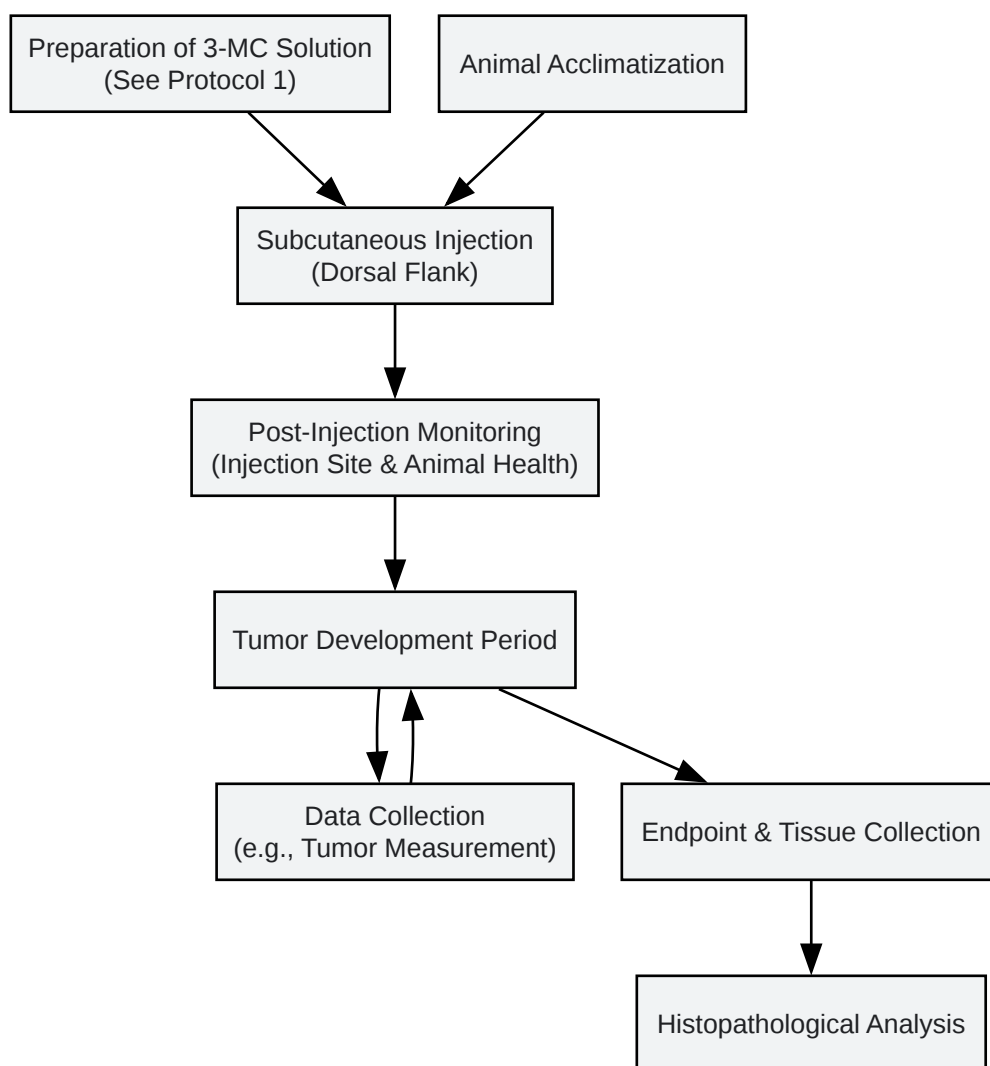 Preparation of 3-MC Solution
(See Protocol 1)
Animal Acclimatization
Subcutaneous Injection
(Dorsal Flank)
Post-Injection Monitoring
(Injection Site & Animal Health)
Tumor Development Period
Data Collection
(e.g., Tumor Measurement)
Endpoint & Tissue Collection
Histopathological Analysis